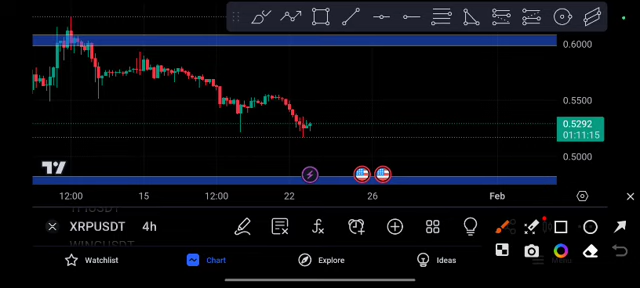 0.6000
0.5500
0.5292
01:11:15
0.5000
12:00 15 12:00 22 26 Feb
XRPUSDT 4h
Watchlist Chart Explore Ideas